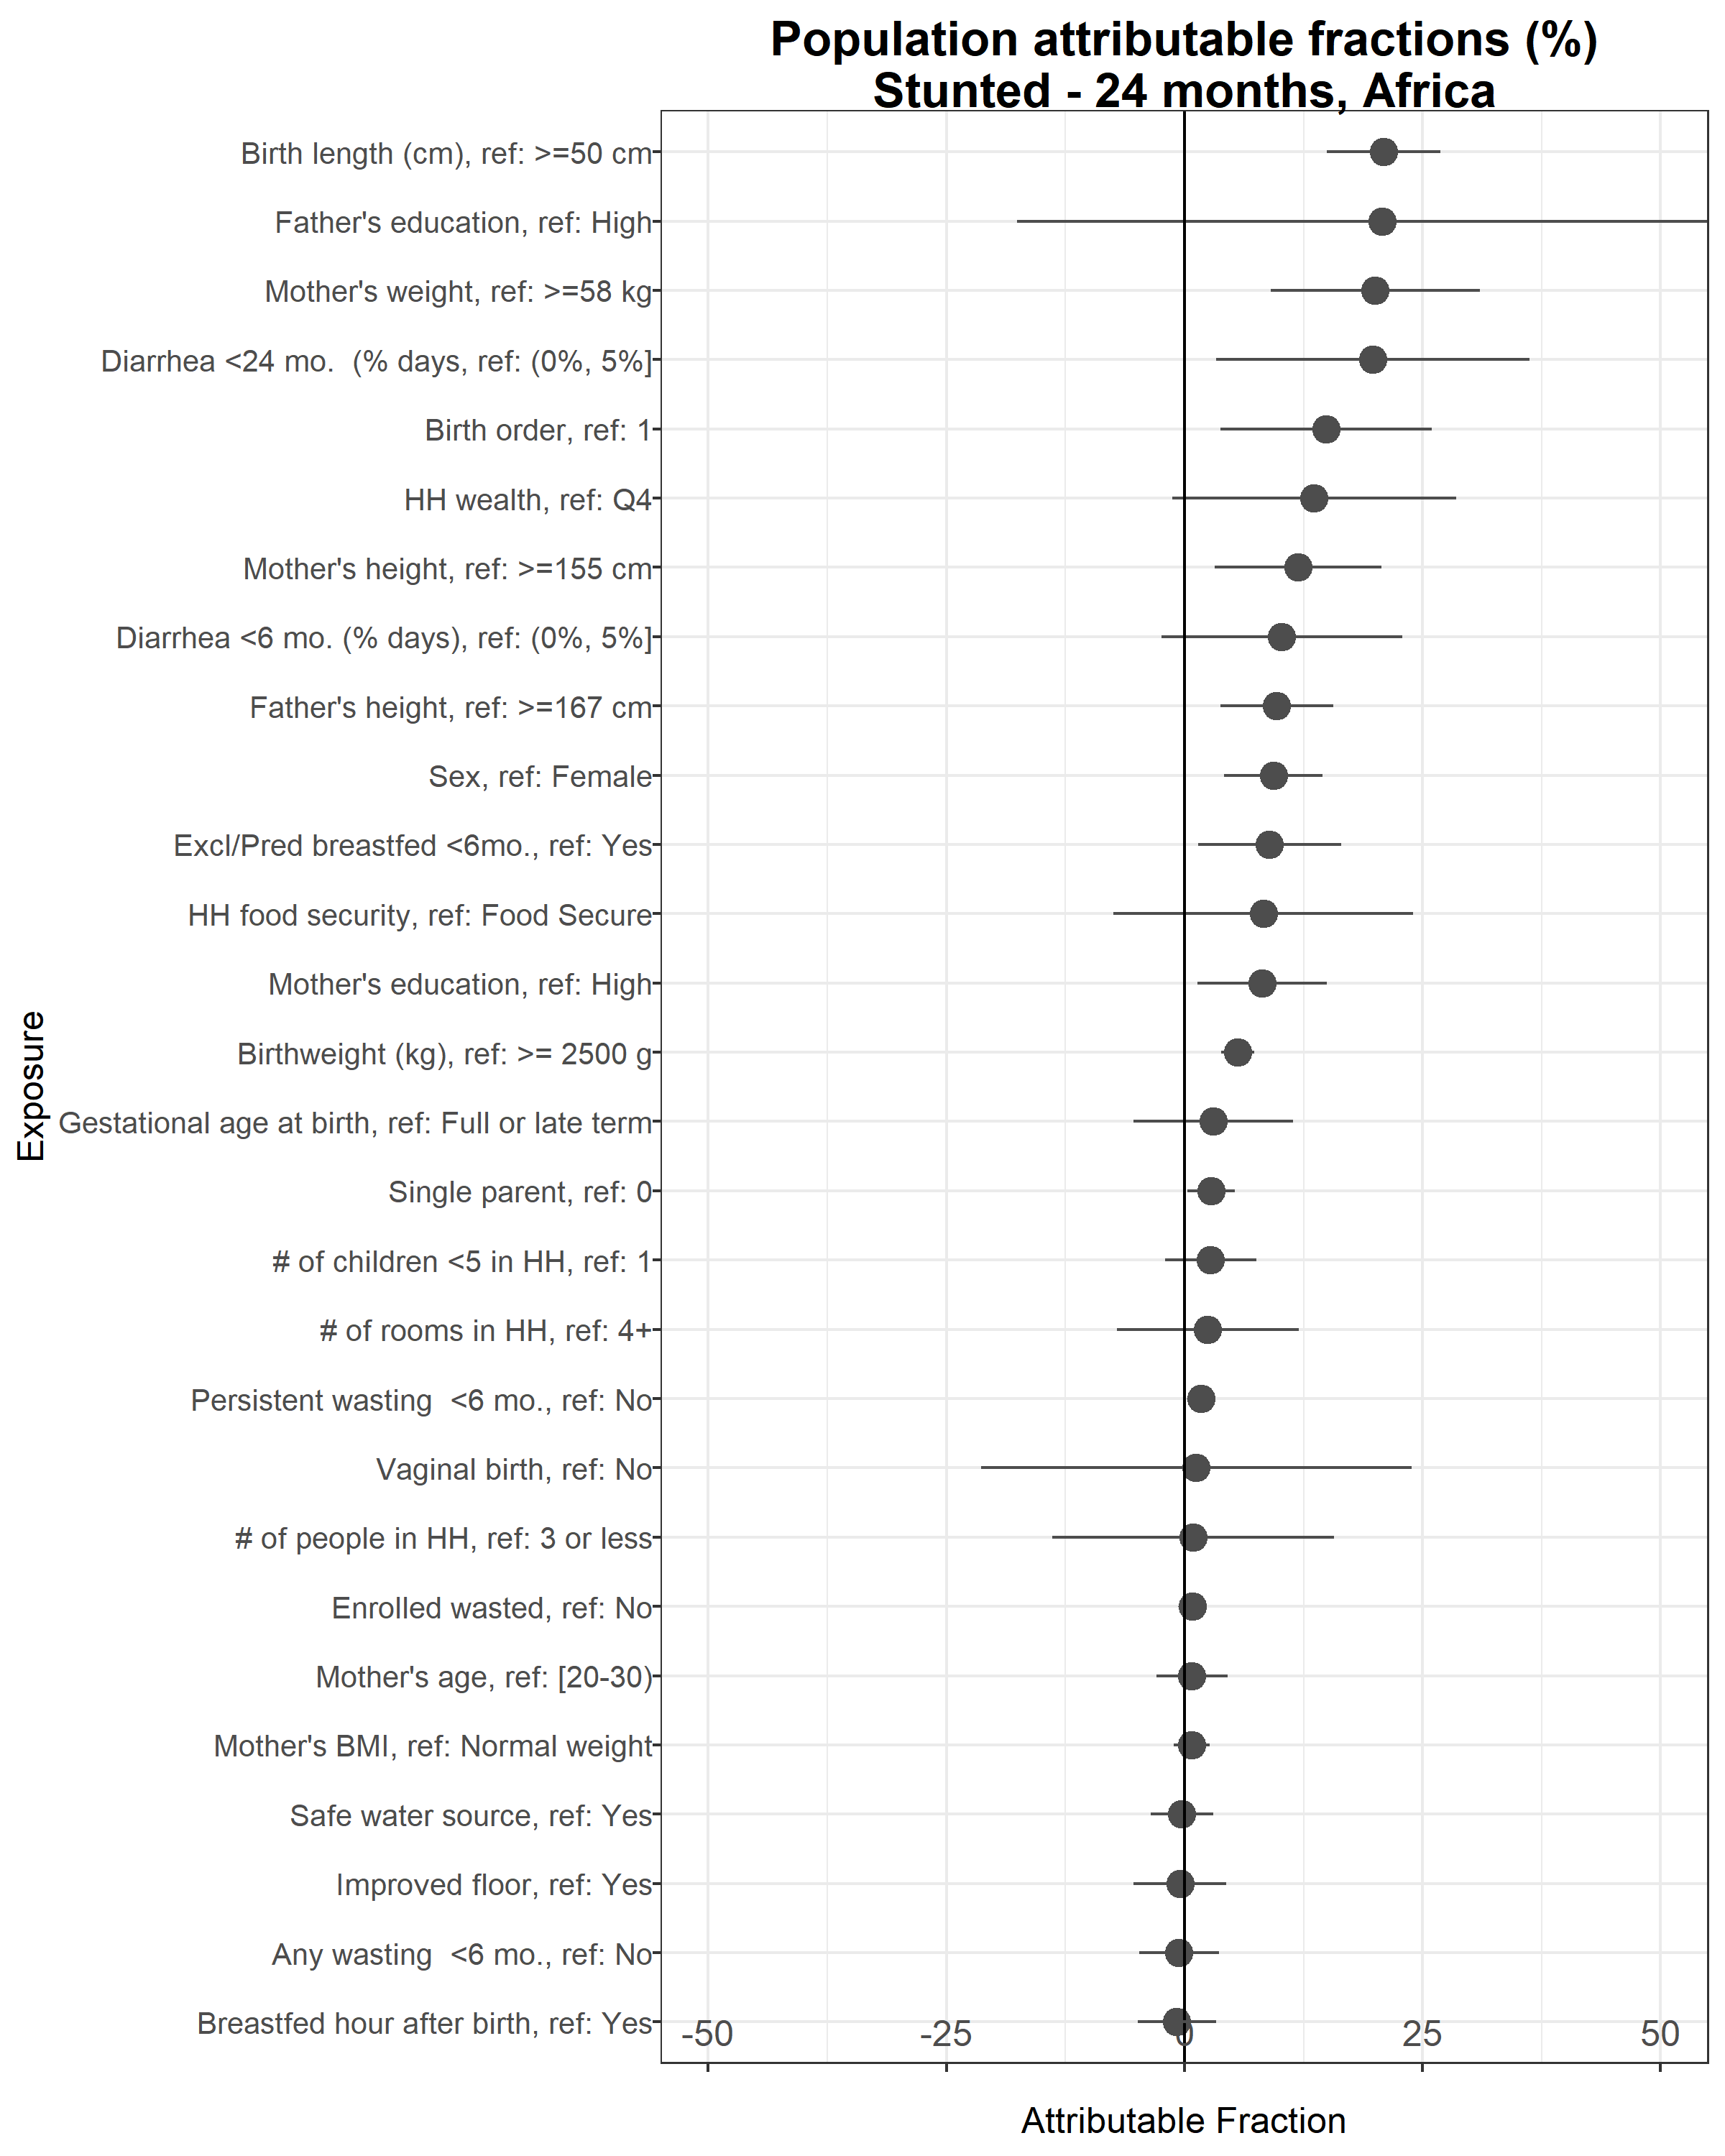 Population attributable fractions (%)
Stunted - 24 months, Africa
Birth length (cm), ref: >=50 cm
Father's education, ref: High
Mother's weight, ref: >=58 kg
Diarrhea <24 mo.  (% days, ref: (0%, 5%]
Birth order, ref: 1
HH wealth, ref: Q4
Mother's height, ref: >=155 cm
Diarrhea <6 mo. (% days), ref: (0%, 5%]
Father's height, ref: >=167 cm
Sex, ref: Female
Excl/Pred breastfed <6mo., ref: Yes
HH food security, ref: Food Secure
Mother's education, ref: High
Birthweight (kg), ref: >= 2500 g
Gestational age at birth, ref: Full or late term
Single parent, ref: 0
# of children <5 in HH, ref: 1
# of rooms in HH, ref: 4+
Persistent wasting  <6 mo., ref: No
Vaginal birth, ref: No
# of people in HH, ref: 3 or less
Enrolled wasted, ref: No
Mother's age, ref: [20-30)
Mother's BMI, ref: Normal weight
Safe water source, ref: Yes
Improved floor, ref: Yes
Any wasting  <6 mo., ref: No
Breastfed hour after birth, ref: Yes
Exposure
-50 -25 0 25 50
Attributable Fraction